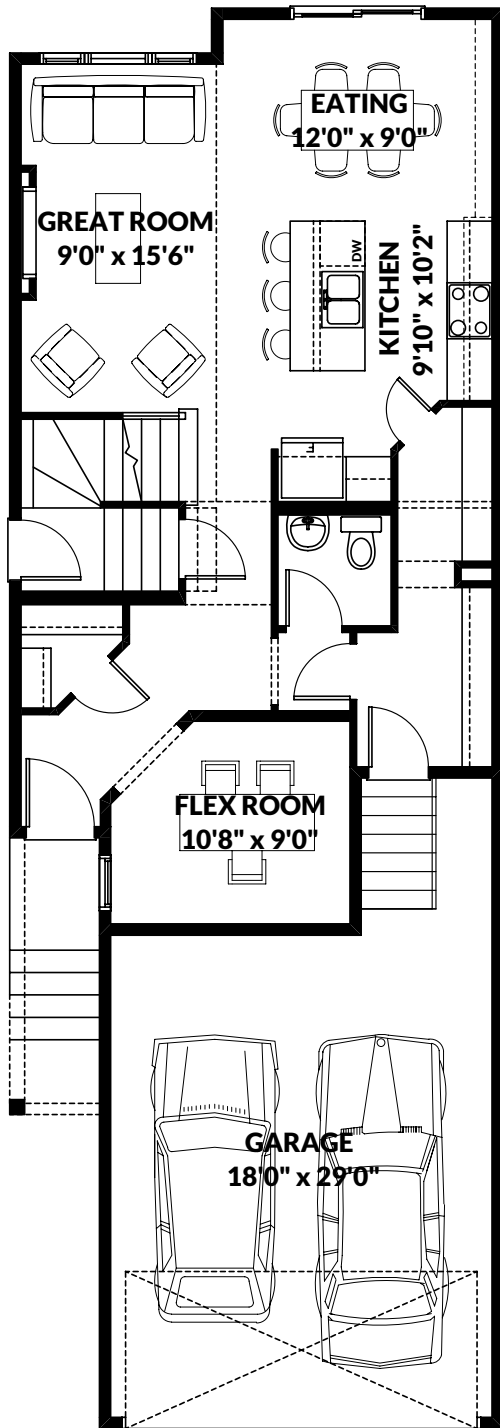 EATING
12'0" x 9'0"
GREAT ROOM
9'0" x 15'6"
DW
KITCHEN
9'10" x 10'2"
F
FLEX ROOM
10'8" x 9'0"
GARAGE
18'0" x 29'0"